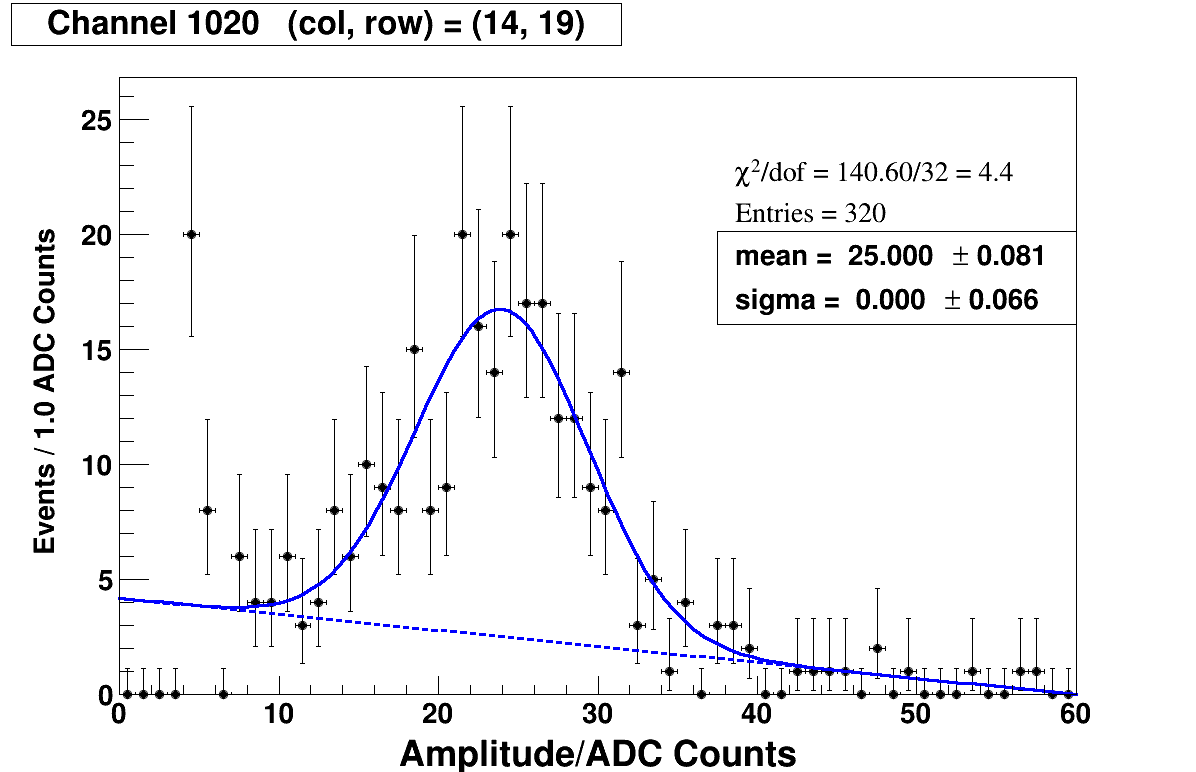 Channel 1020 (col, row) = (14, 19)
25
20
15
10
5
0
Events / 1.0 ADC Counts
χ²/dof = 140.60/32 = 4.4
Entries = 320
mean = 25.000 ± 0.081
sigma = 0.000 ± 0.066
0 10 20 30 40 50 60
Amplitude/ADC Counts